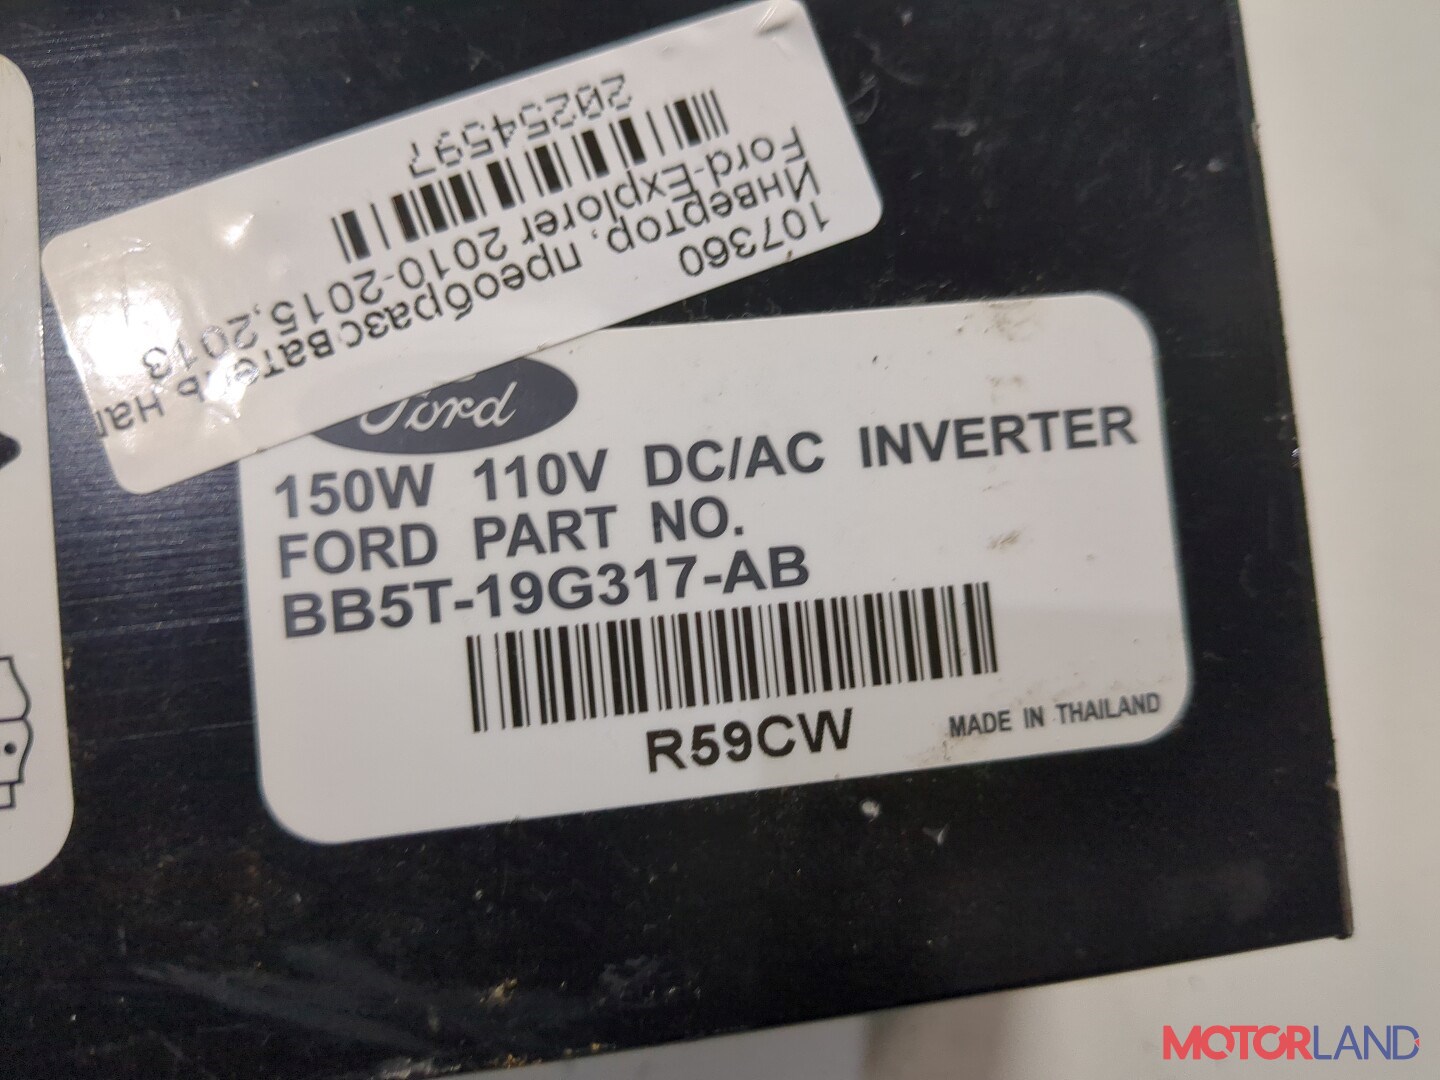 107360
Инвертор, преобразователь нап
Ford-Explorer 2010-2015,2013
20254597
Ford
150W 110V DC/AC INVERTER
FORD PART NO.
BB5T-19G317-AB
R59CW
MADE IN THAILAND
MOTORLAND